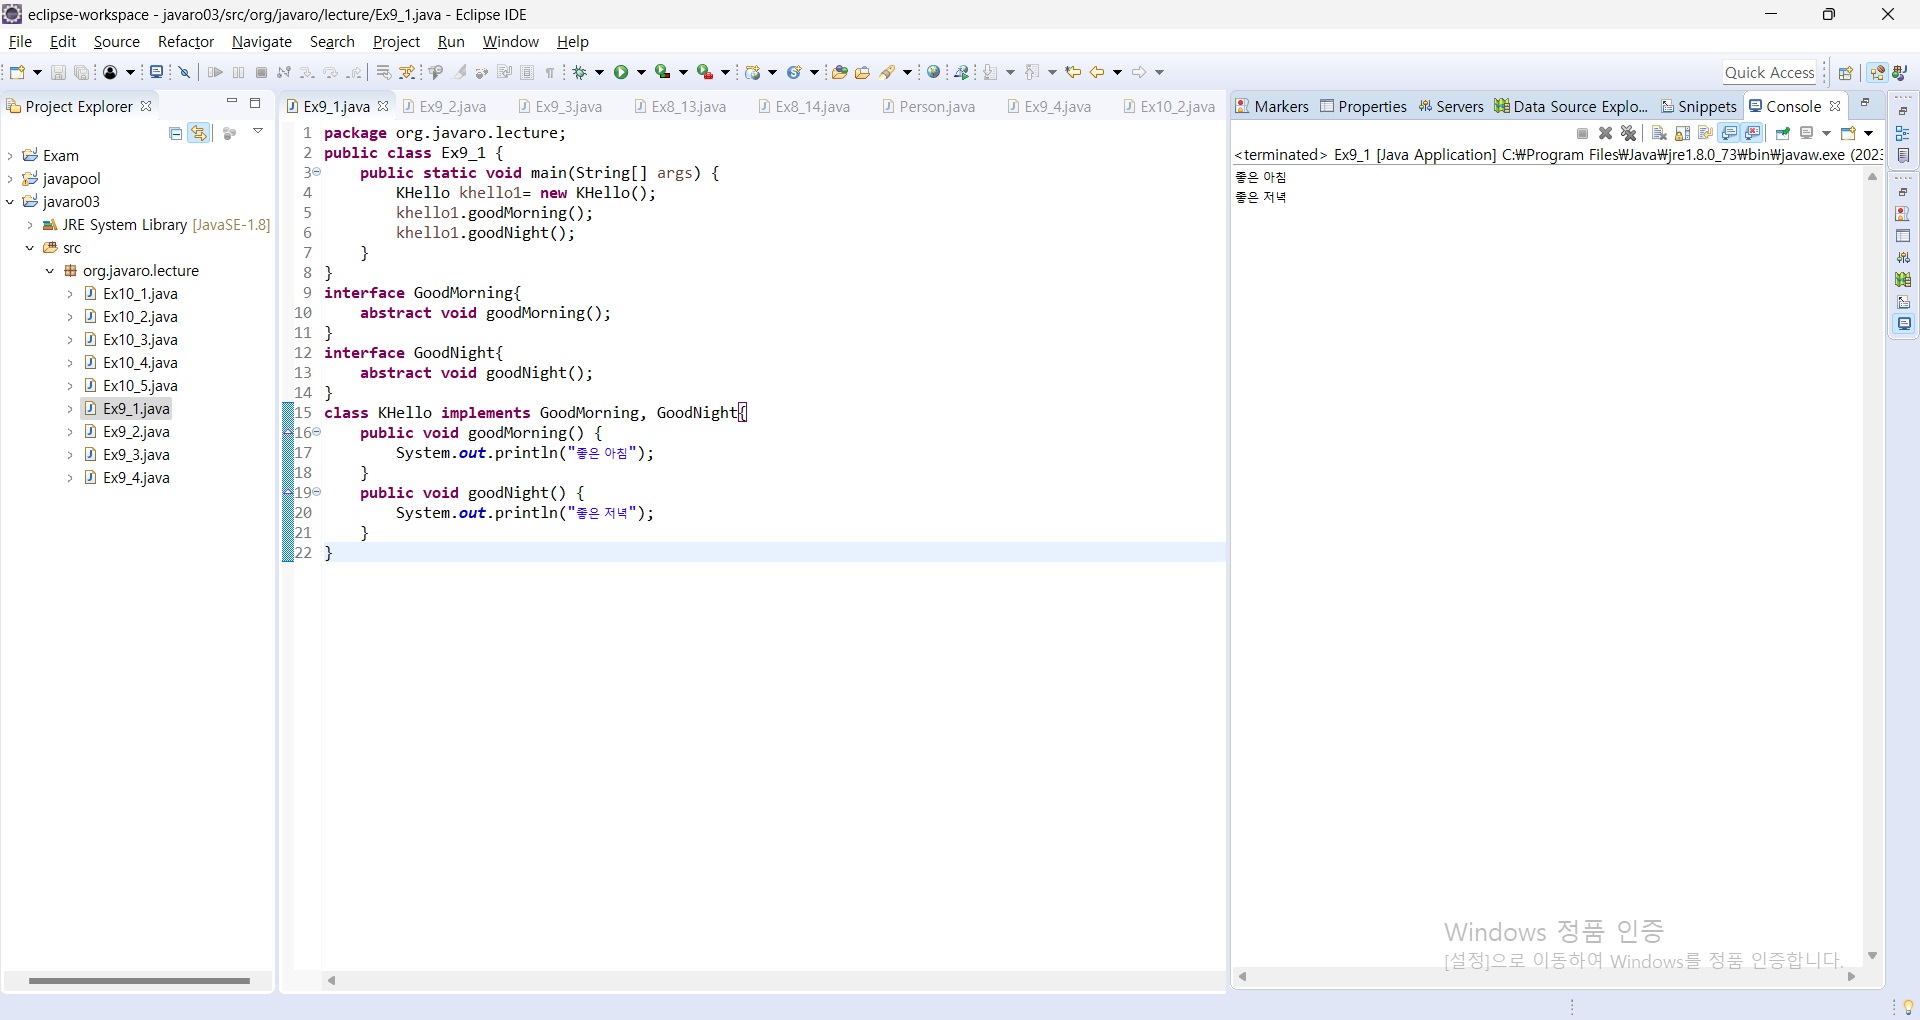 eclipse-workspace - javaro03/src/org/javaro/lecture/Ex9_1.java - Eclipse IDE
File Edit Source Refactor Navigate Search Project Run Window Help
Quick Access
Project Explorer
Exam
javapool
javaro03
JRE System Library [JavaSE-1.8]
src
org.javaro.lecture
Ex10_1.java
Ex10_2.java
Ex10_3.java
Ex10_4.java
Ex10_5.java
Ex9_1.java
Ex9_2.java
Ex9_3.java
Ex9_4.java
Ex9_1.java Ex9_2.java Ex9_3.java Ex8_13.java Ex8_14.java Person.java Ex9_4.java Ex10_2.java
1 package org.javaro.lecture;
2 public class Ex9_1 {
3 public static void main(String[] args) {
4 KHello khello1= new KHello();
5 khello1.goodMorning();
6 khello1.goodNight();
7 }
8 }
9 interface GoodMorning{
10 abstract void goodMorning();
11 }
12 interface GoodNight{
13 abstract void goodNight();
14 }
15 class KHello implements GoodMorning, GoodNight{
16 public void goodMorning() {
17 System.out.println("좋은 아침");
18 }
19 public void goodNight() {
20 System.out.println("좋은 저녁");
21 }
22 }
Markers Properties Servers Data Source Explo... Snippets Console
<terminated> Ex9_1 [Java Application] C:₩Program Files₩Java₩jre1.8.0_73₩bin₩javaw.exe (2023
좋은 아침
좋은 저녁
Windows 정품 인증
[설정]으로 이동하여 Windows를 정품 인증합니다.